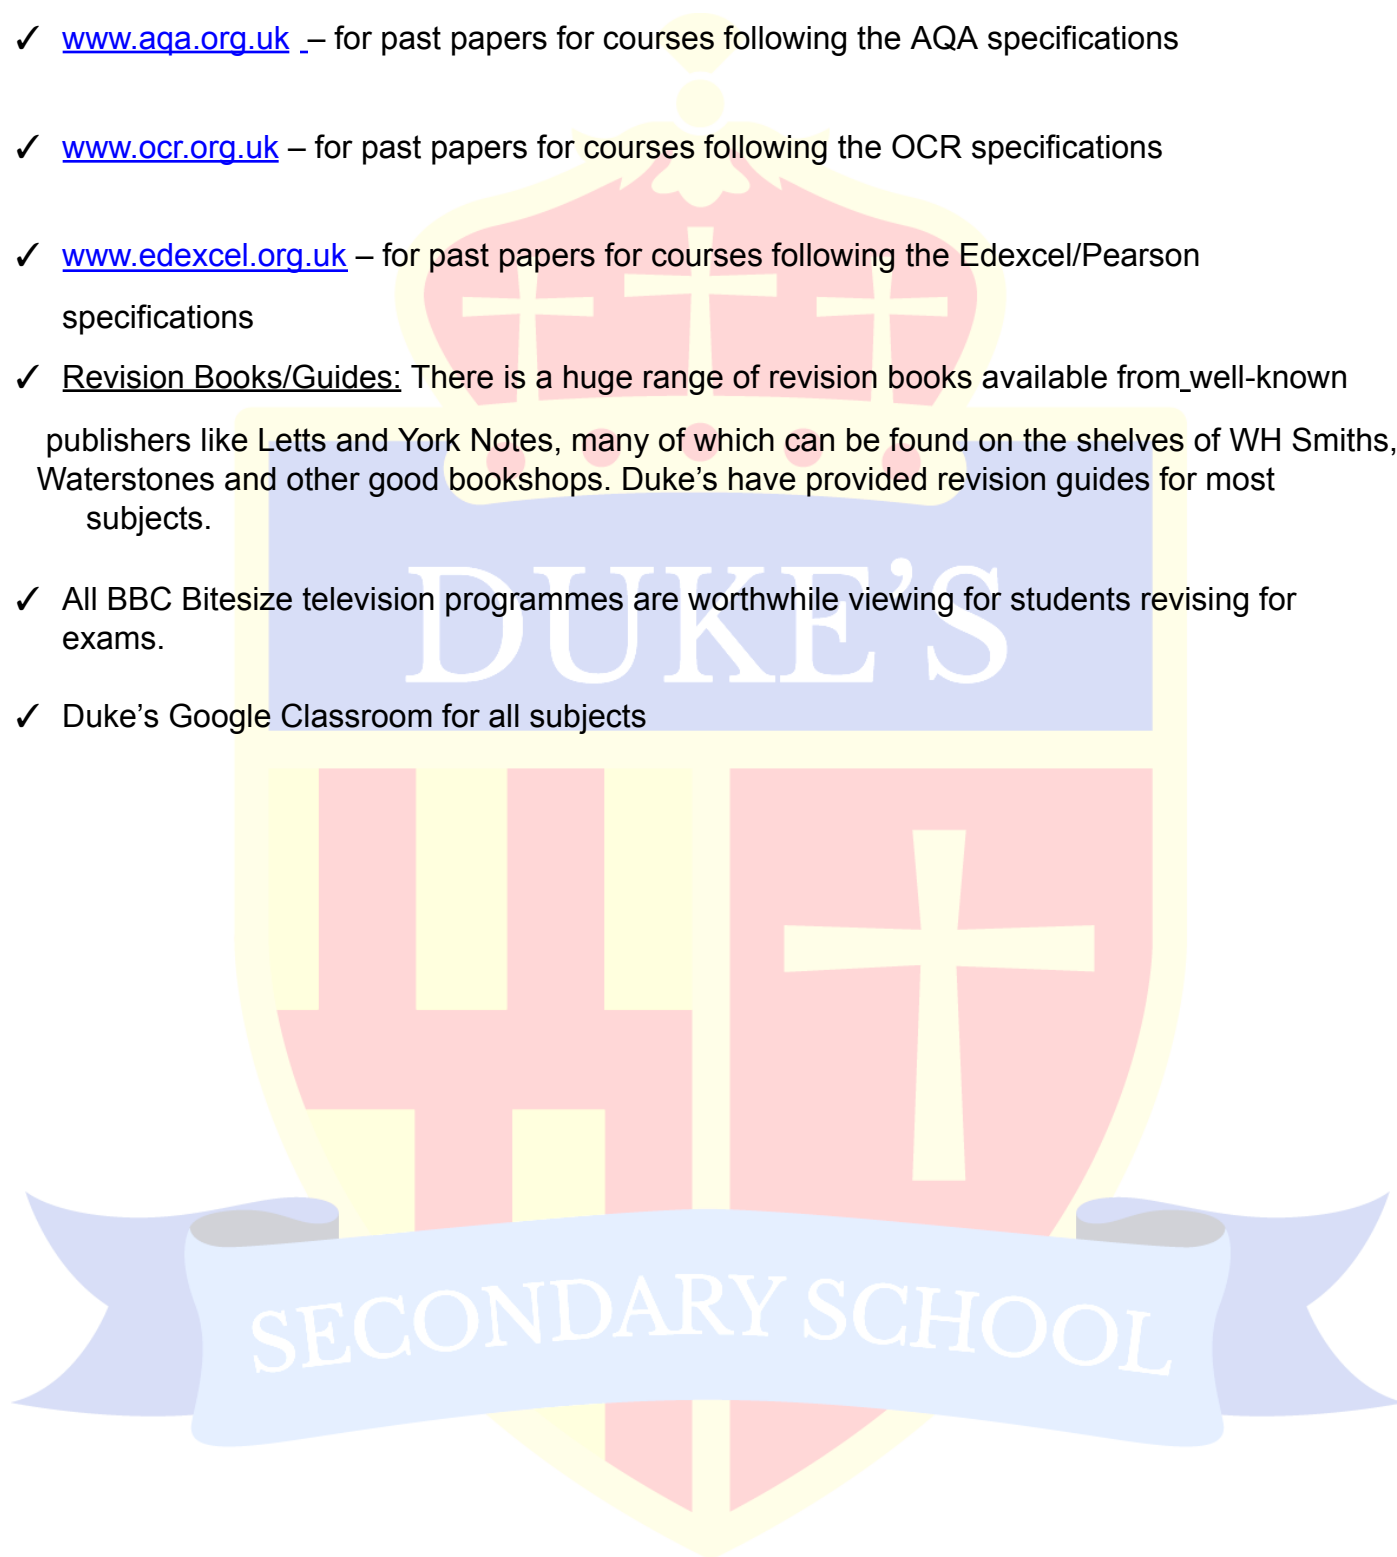 ✓ www.aqa.org.uk – for past papers for courses following the AQA specifications
✓ www.ocr.org.uk – for past papers for courses following the OCR specifications
✓ www.edexcel.org.uk – for past papers for courses following the Edexcel/Pearson
specifications
✓ Revision Books/Guides: There is a huge range of revision books available from well-known
publishers like Letts and York Notes, many of which can be found on the shelves of WH Smiths,
Waterstones and other good bookshops. Duke’s have provided revision guides for most
subjects.
✓ All BBC Bitesize television programmes are worthwhile viewing for students revising for
exams.
✓ Duke’s Google Classroom for all subjects
DUKE’S
SECONDARY SCHOOL